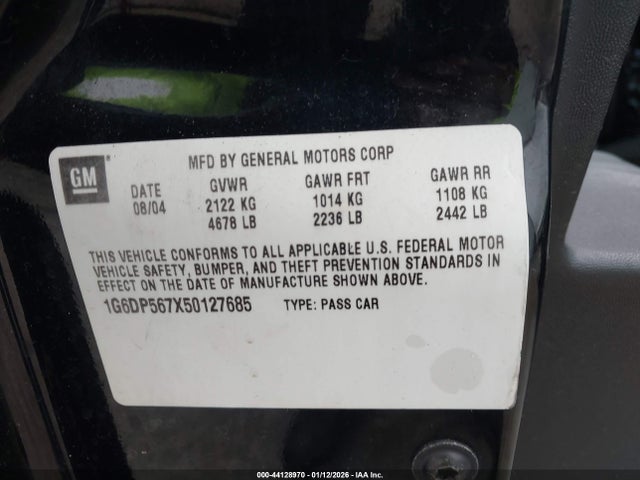 GM
MFD BY GENERAL MOTORS CORP
DATE GVWR GAWR FRT GAWR RR
08/04 2122 KG 1014 KG 1108 KG
4678 LB 2236 LB 2442 LB
THIS VEHICLE CONFORMS TO ALL APPLICABLE U.S. FEDERAL MOTOR
VEHICLE SAFETY, BUMPER, AND THEFT PREVENTION STANDARDS IN
EFFECT ON THE DATE OF MANUFACTURE SHOWN ABOVE.
1G6DP567X50127685 TYPE: PASS CAR
000-44128970 - 01/12/2026 - IAA Inc.